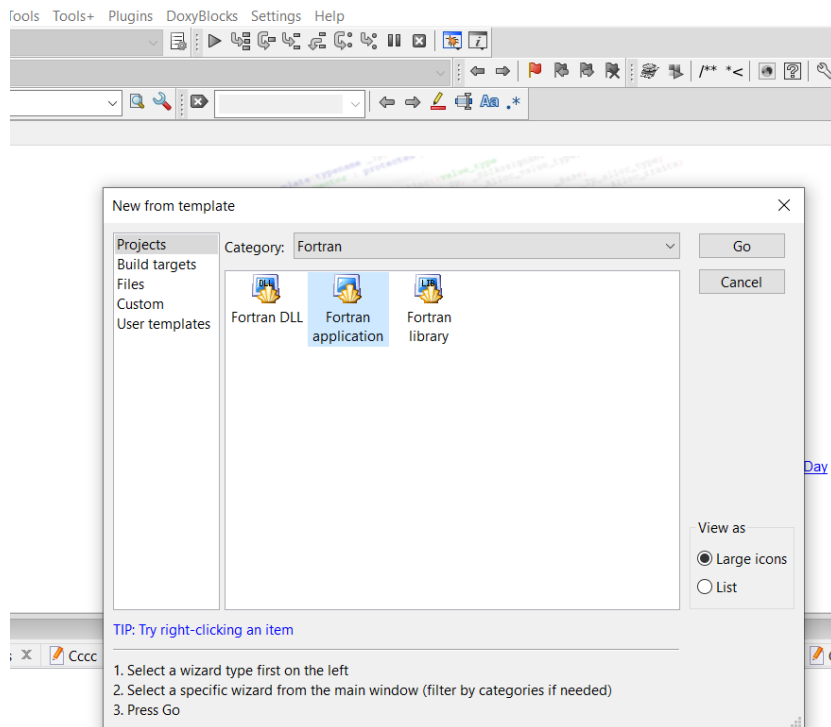 Tools Tools+ Plugins DoxyBlocks Settings Help
/** *<
Aa .*
New from template
Projects
Build targets
Files
Custom
User templates
Category: Fortran
Go
Cancel
DLL
LIB
Fortran DLL
Fortran application
Fortran library
Day
View as
Large icons
List
TIP: Try right-clicking an item
Cccc
1. Select a wizard type first on the left
2. Select a specific wizard from the main window (filter by categories if needed)
3. Press Go